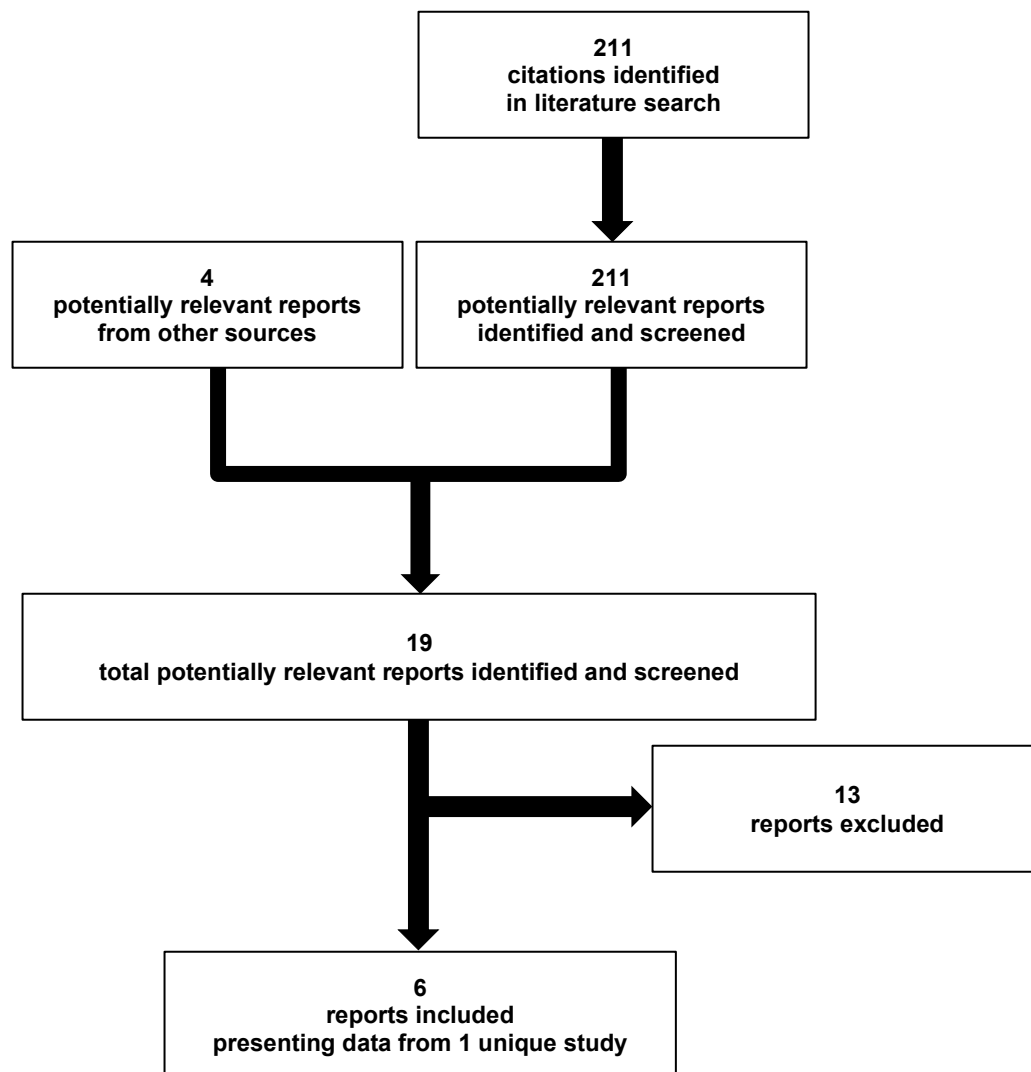 211
citations identified
in literature search
4
potentially relevant reports
from other sources
211
potentially relevant reports
identified and screened
19
total potentially relevant reports identified and screened
13
reports excluded
6
reports included
presenting data from 1 unique study